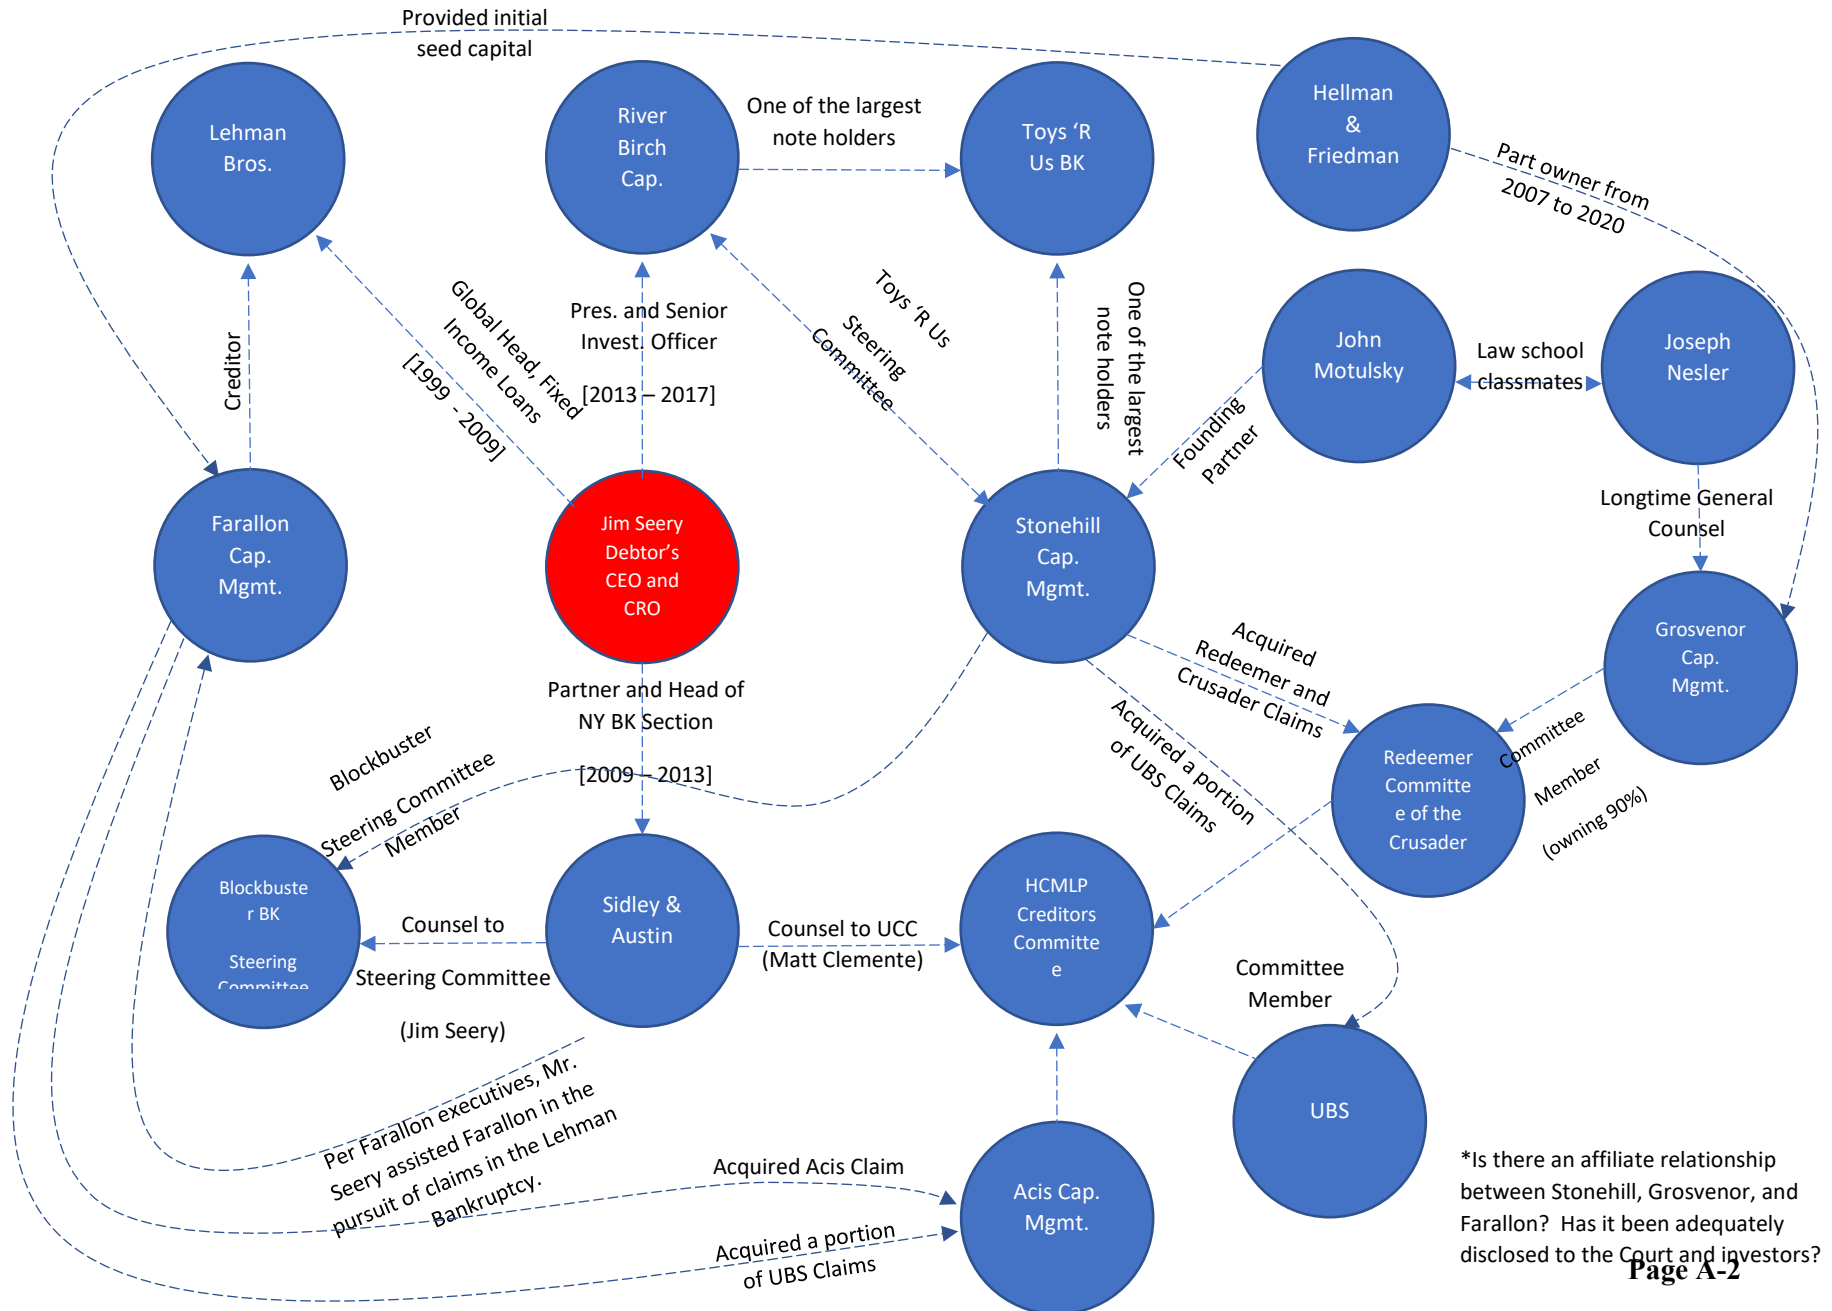 Provided initial
seed capital
Lehman
Bros.
River
Birch
Cap.
One of the largest
note holders
Toys ‘R
Us BK
Hellman
&
Friedman
Part owner from
2007 to 2020
Creditor
Global Head, Fixed
Income Loans
[1999 - 2009]
Pres. and Senior
Invest. Officer
[2013 – 2017]
Toys ‘R Us
Steering
Committee
One of the largest
note holders
John
Motulsky
Law school
classmates
Joseph
Nesler
Founding
Partner
Longtime General
Counsel
Farallon
Cap.
Mgmt.
Jim Seery
Debtor’s
CEO and
CRO
Stonehill
Cap.
Mgmt.
Grosvenor
Cap.
Mgmt.
Partner and Head of
NY BK Section
[2009 – 2013]
Acquired
Redeemer and
Crusader Claims
Acquired a portion
of UBS Claims
Redeemer
Committe
e of the
Crusader
Committee
Member
(owning 90%)
Blockbuster
Steering Committee
Member
Blockbuste
r BK
Steering
Committee
Counsel to
Steering Committee
(Jim Seery)
Sidley &
Austin
Counsel to UCC
(Matt Clemente)
HCMLP
Creditors
Committe
e
Committee
Member
UBS
Per Farallon executives, Mr.
Seery assisted Farallon in the
pursuit of claims in the Lehman
Bankruptcy.
Acquired Acis Claim
Acquired a portion
of UBS Claims
Acis Cap.
Mgmt.
*Is there an affiliate relationship
between Stonehill, Grosvenor, and
Farallon?  Has it been adequately
disclosed to the Court and investors?
Page A-2